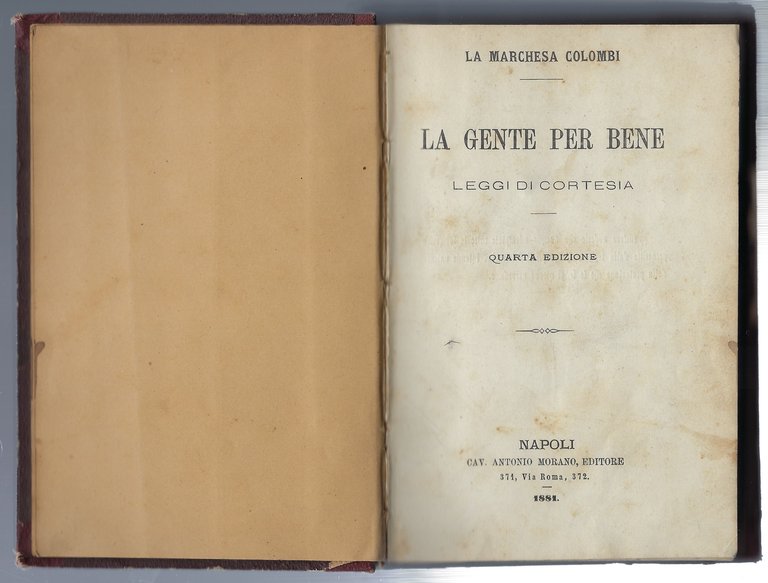 LA MARCHESA COLOMBI
LA GENTE PER BENE
LEGGI DI CORTESIA
QUARTA EDIZIONE
NAPOLI
CAV. ANTONIO MORANO, EDITORE
371, Via Roma, 372.
1881.